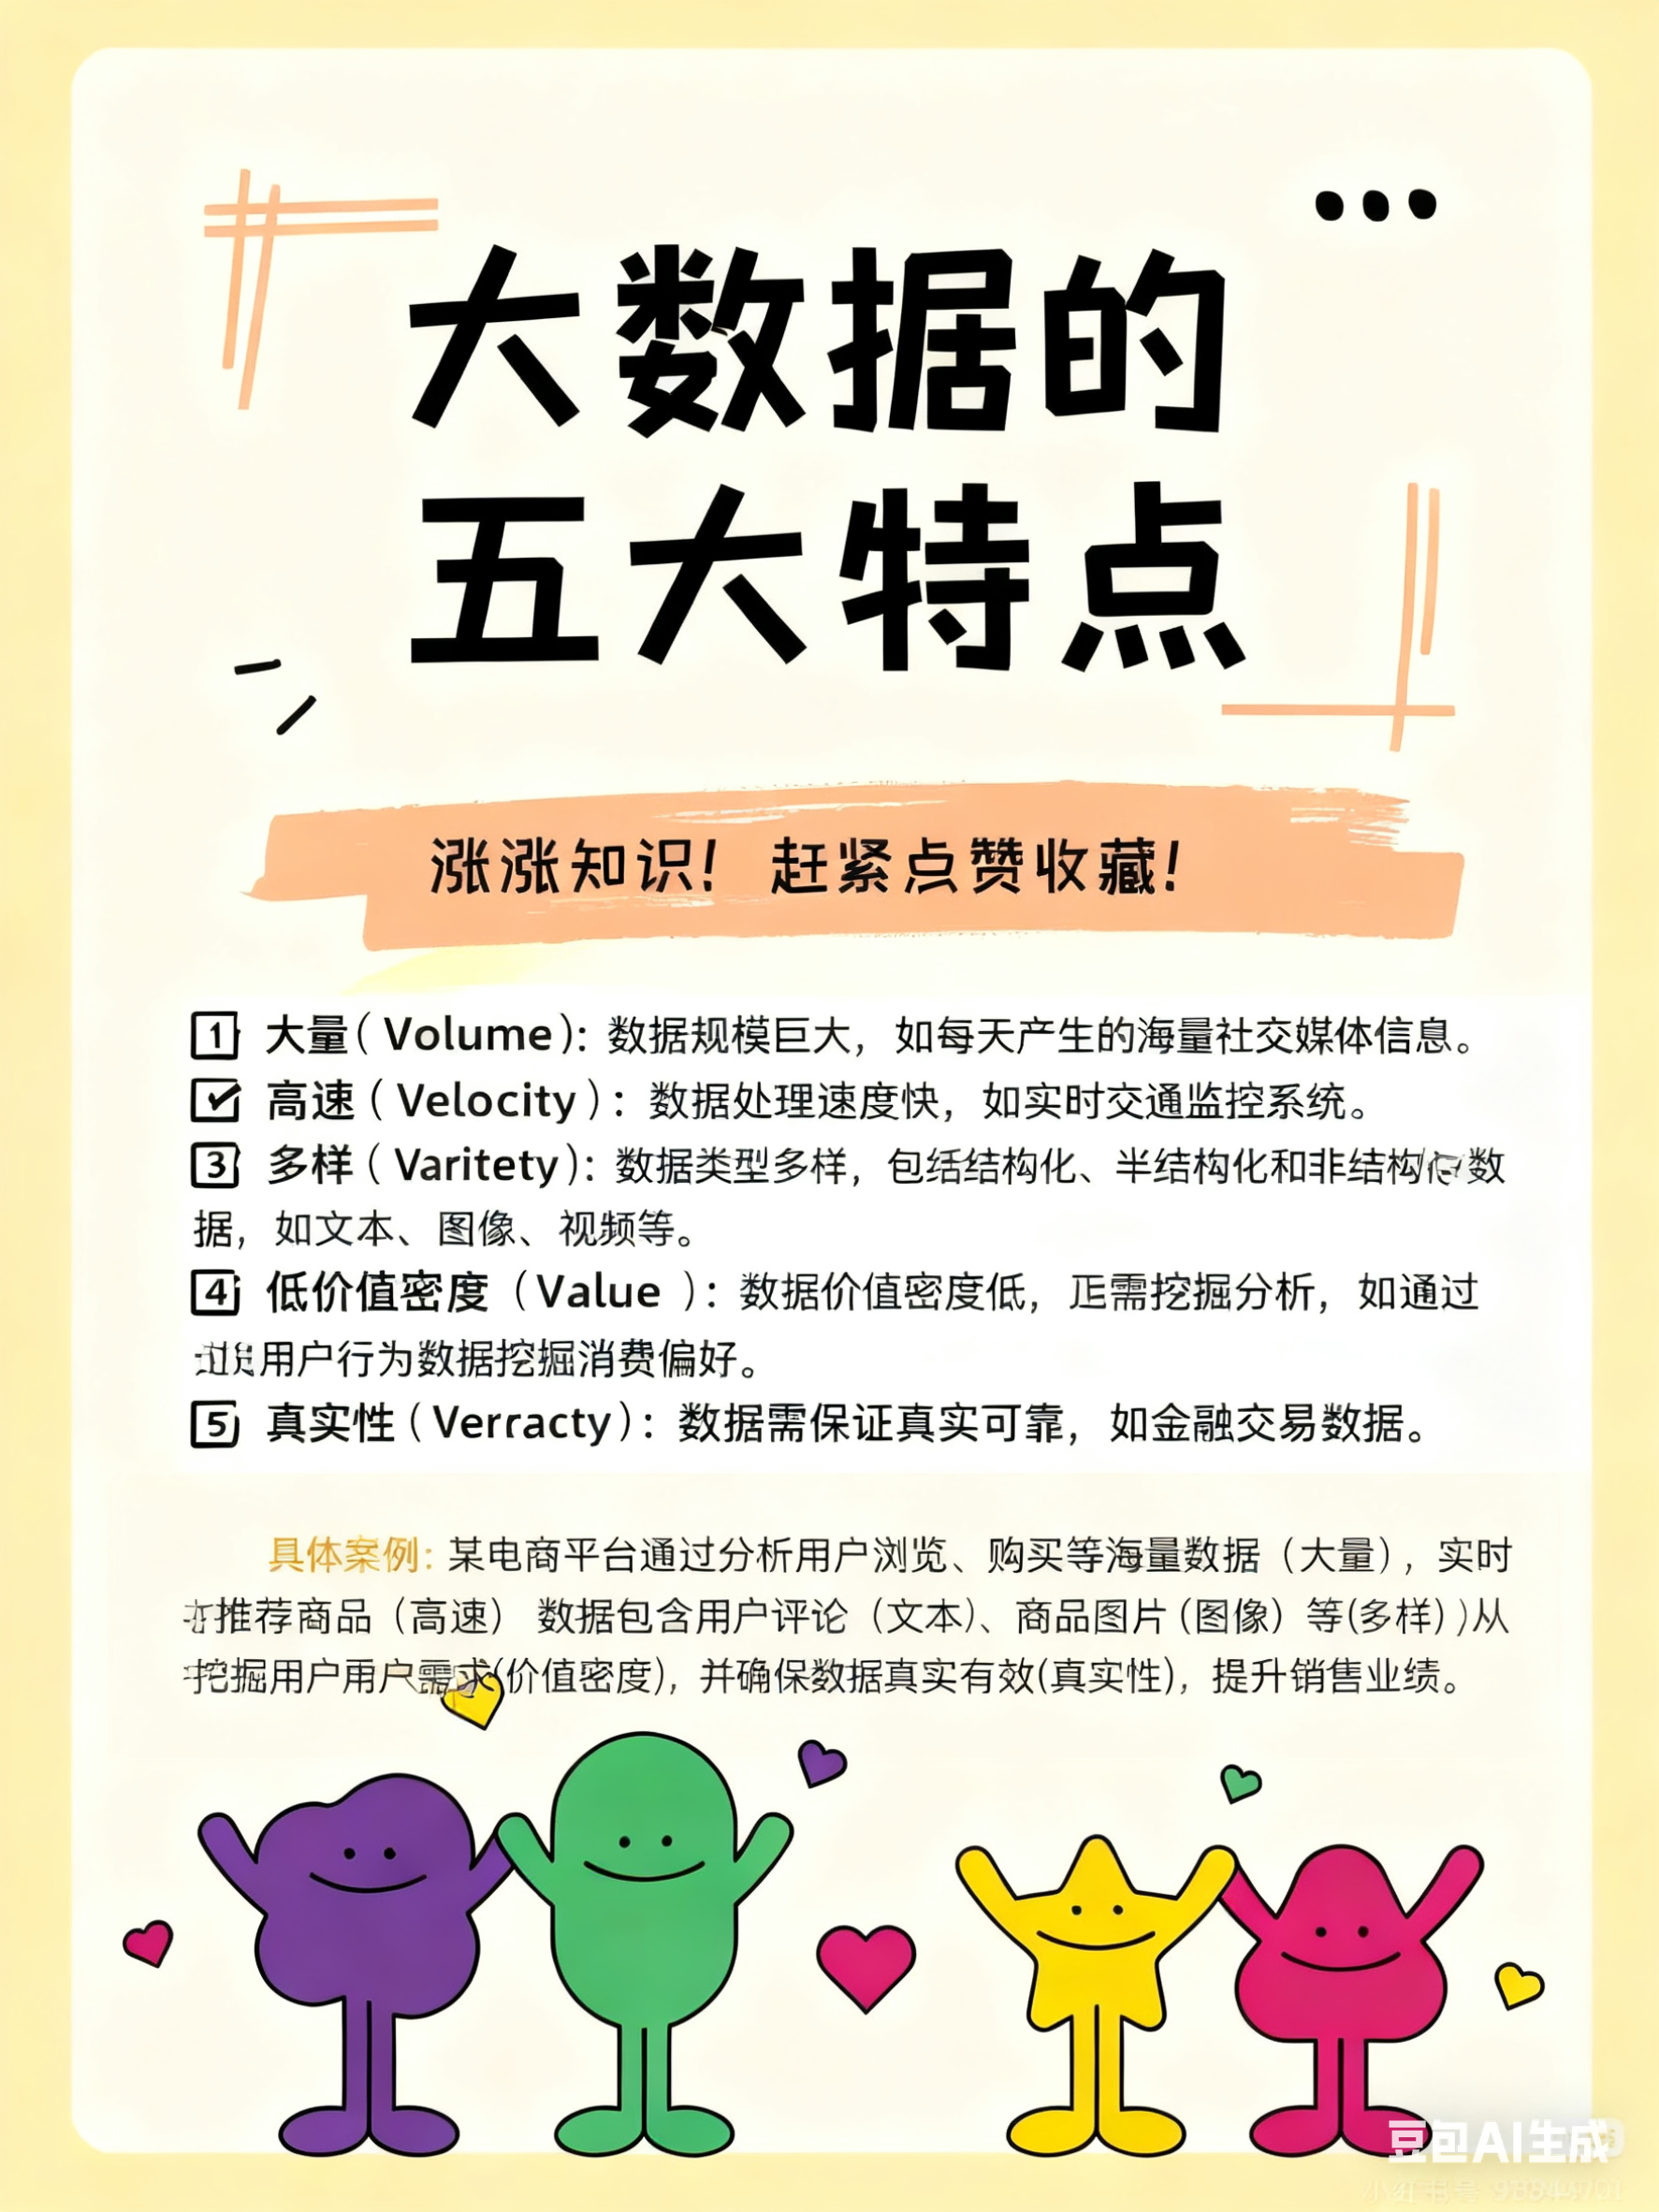 大数据的
五大特点
涨涨知识！ 赶紧点赞收藏！
1 大量（Volume）：数据规模巨大，如每天产生的海量社交媒体信息。
高速（Velocity）：数据处理速度快，如实时交通监控系统。
3 多样（Varitety）：数据类型多样，包括结构化、半结构化和非结构 数
据，如文本、图像、视频等。
4 低价值密度（Value ）：数据价值密度低， 需挖掘分析，如通过
用户行为数据挖掘消费偏好。
5 真实性（Verracty）：数据需保证真实可靠，如金融交易数据。
具体案例：某电商平台通过分析用户浏览、购买等海量数据（大量），实时
推荐商品（高速） 数据包含用户评论（文本）、商品图片（图像）等(多样) )从
挖掘用户用户需求(价值密度)，并确保数据真实有效(真实性)，提升销售业绩。
豆包AI生成